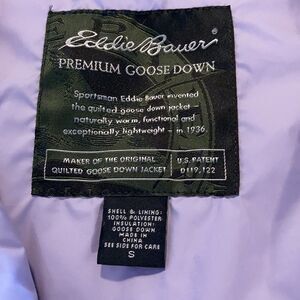 Eddie Bauer
PREMIUM GOOSE DOWN
Sportsman Eddie Bauer invented
the quilted goose down jacket –
naturally warm, functional and
exceptionally lightweight – in 1936.
MAKER OF THE ORIGINAL
QUILTED GOOSE DOWN JACKET
U.S. PATENT
D119,122
SHELL & LINING:
100% POLYESTER
INSULATION:
GOOSE DOWN
MADE IN
CHINA
SEE SIDE FOR CARE
S